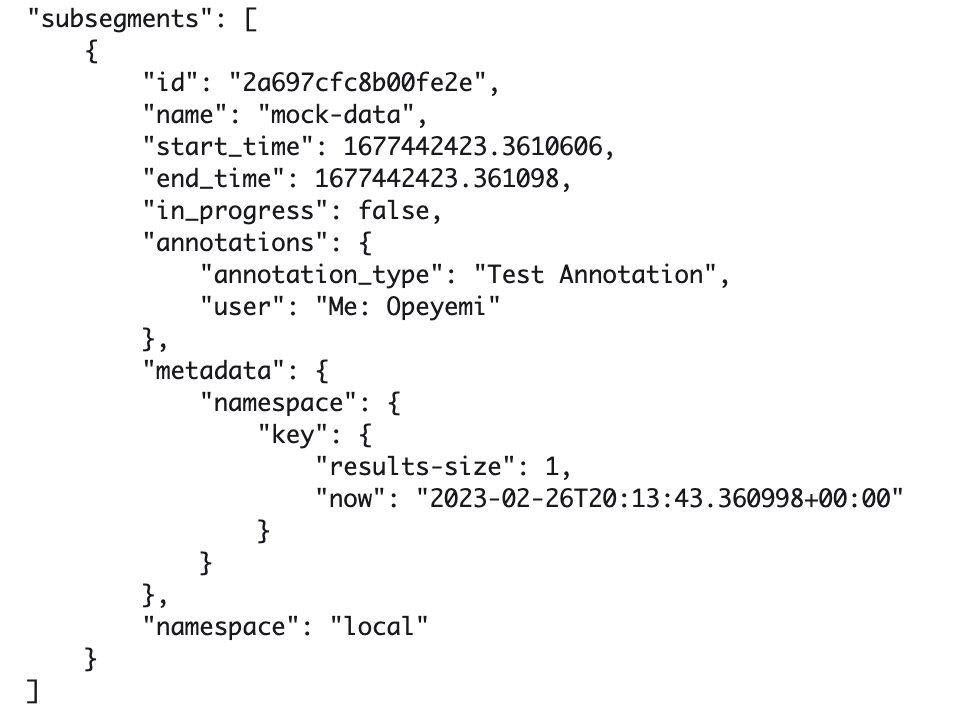 "subsegments": [
    {
        "id": "2a697cfc8b00fe2e",
        "name": "mock-data",
        "start_time": 1677442423.3610606,
        "end_time": 1677442423.361098,
        "in_progress": false,
        "annotations": {
            "annotation_type": "Test Annotation",
            "user": "Me: Opeyemi"
        },
        "metadata": {
            "namespace": {
                "key": {
                    "results-size": 1,
                    "now": "2023-02-26T20:13:43.360998+00:00"
                }
            }
        },
        "namespace": "local"
    }
]